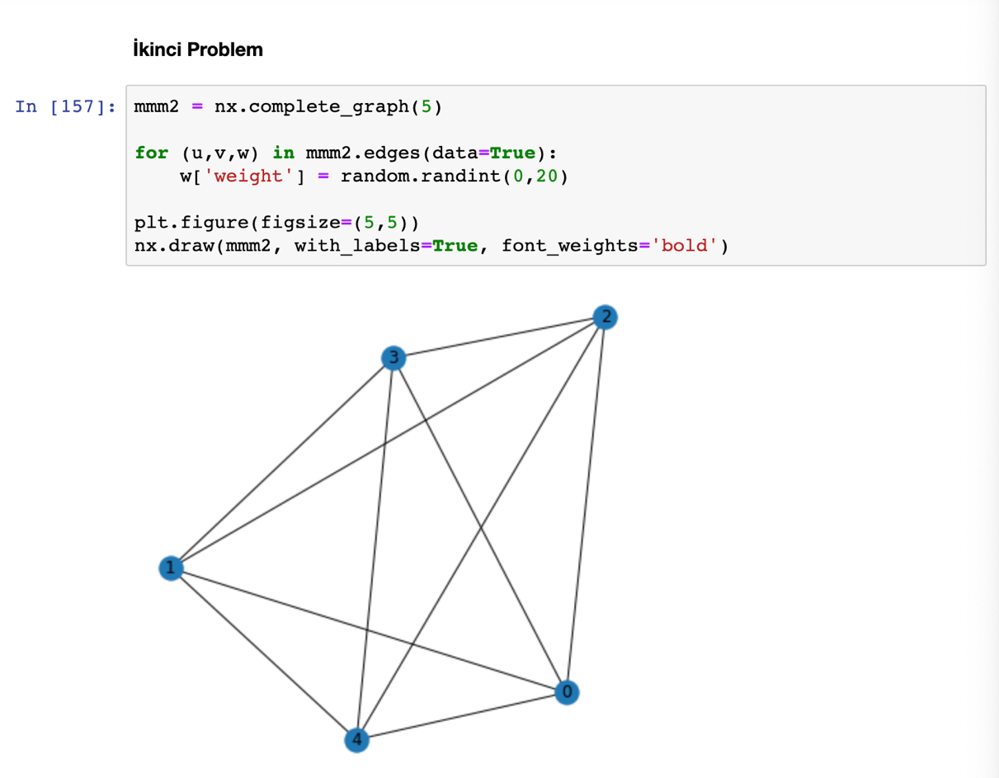 İkinci Problem
In [157]: mmm2 = nx.complete_graph(5)
for (u,v,w) in mmm2.edges(data=True):
    w['weight'] = random.randint(0,20)
plt.figure(figsize=(5,5))
nx.draw(mmm2, with_labels=True, font_weights='bold')
2
3
1
0
4